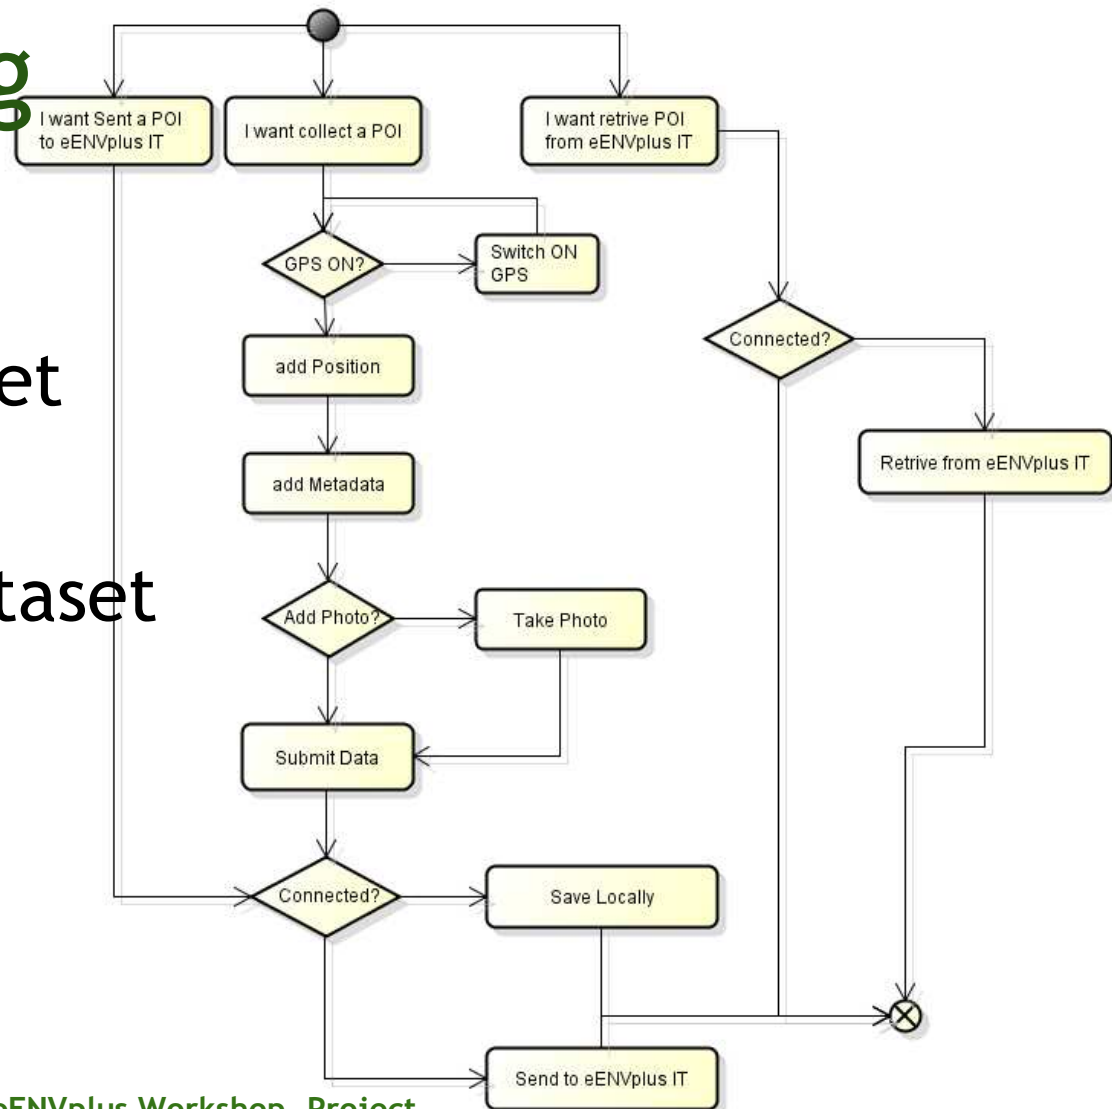 g
I want Sent a POI
to eENVplus IT
I want collect a POI
I want retrive POI
from eENVplus IT
GPS ON?
Switch ON
GPS
Connected?
et
add Position
Retrive from eENVplus IT
add Metadata
taset
Add Photo?
Take Photo
Submit Data
Connected?
Save Locally
Send to eENVplus IT
eENVplus Workshop, Project